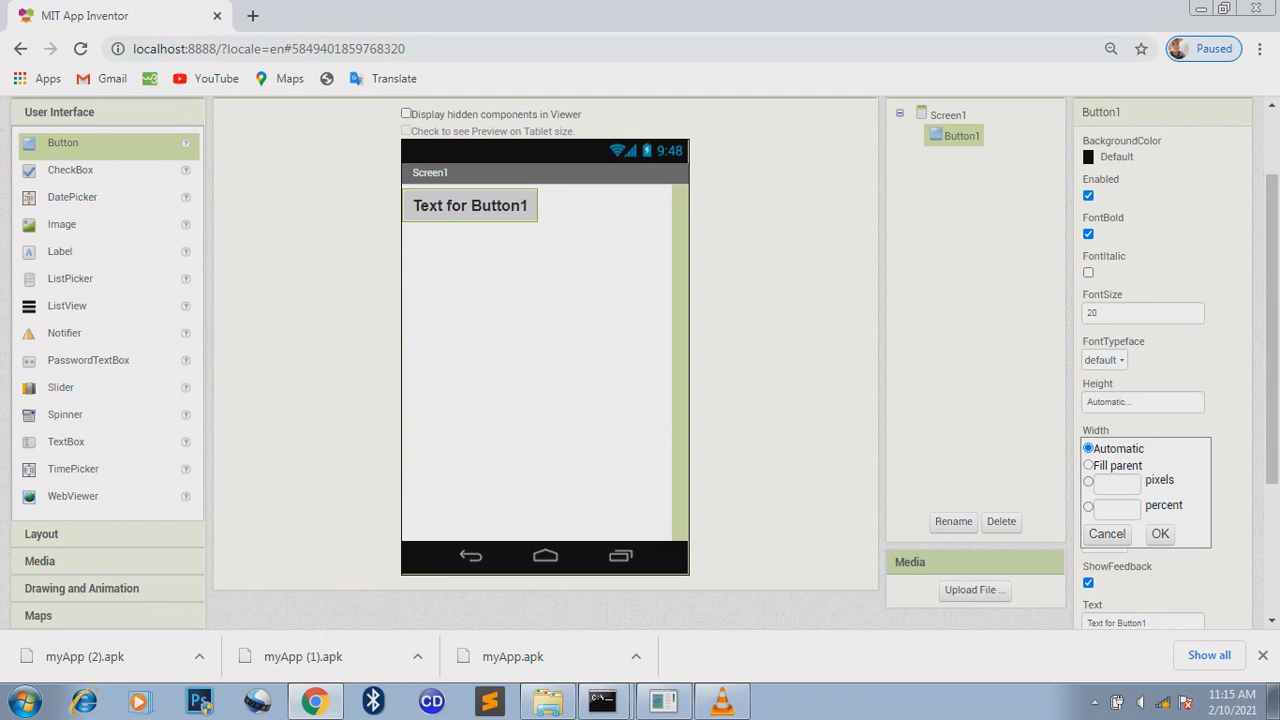 MIT App Inventor
localhost:8888/?locale=en#5849401859768320
Paused
Apps
Gmail
YouTube
Maps
Translate
User Interface
Button
CheckBox
DatePicker
Image
Label
ListPicker
ListView
Notifier
PasswordTextBox
Slider
Spinner
TextBox
TimePicker
WebViewer
Layout
Media
Drawing and Animation
Maps
Display hidden components in Viewer
Check to see Preview on Tablet size.
9:48
Screen1
Text for Button1
Screen1
Button1
Rename
Delete
Media
Upload File ...
Button1
BackgroundColor
Default
Enabled
FontBold
FontItalic
FontSize
20
FontTypeface
default
Height
Automatic...
Width
Automatic
Fill parent
pixels
percent
Cancel
OK
ShowFeedback
Text
Text for Button1
myApp (2).apk
myApp (1).apk
myApp.apk
Show all
CD
11:15 AM
2/10/2021